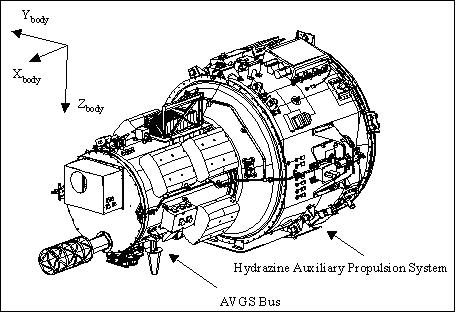 Ybody
Xbody
Zbody
Hydrazine Auxiliary Propulsion System
AVGS Bus